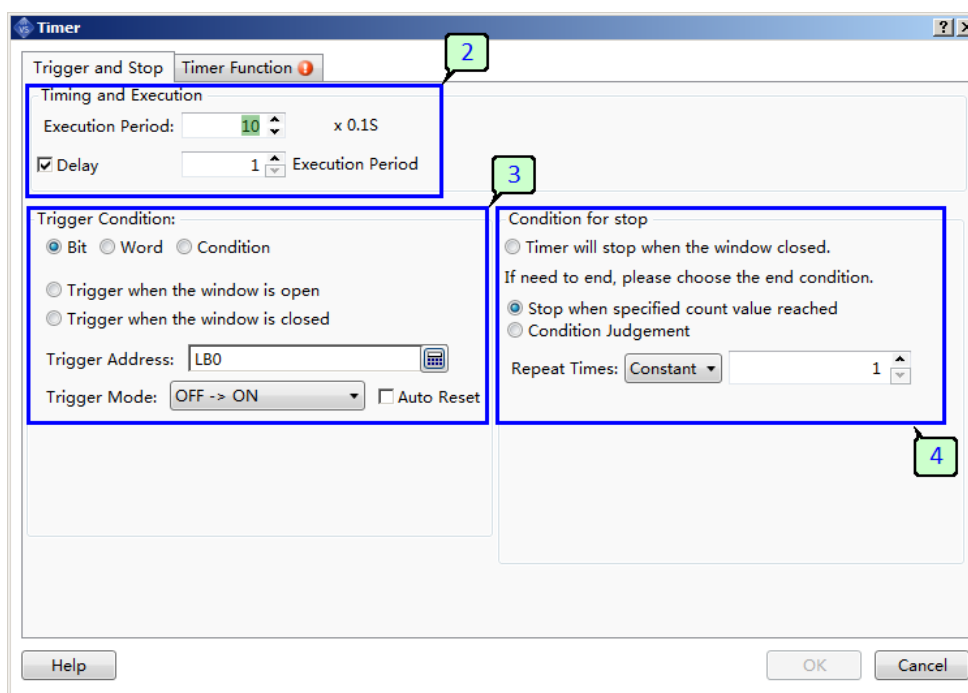 VS Timer
Trigger and Stop Timer Function
2
Timing and Execution
Execution Period: 10 x 0.1S
Delay 1 Execution Period
3
Trigger Condition:
Bit Word Condition
Trigger when the window is open
Trigger when the window is closed
Trigger Address: LB0
Trigger Mode: OFF -> ON Auto Reset
Condition for stop
Timer will stop when the window closed.
If need to end, please choose the end condition.
Stop when specified count value reached
Condition Judgement
Repeat Times: Constant 1
4
Help OK Cancel